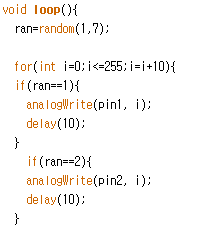 void loop(){
  ran=random(1,7);

  for(int i=0;i<=255;i=i+10){
  if(ran==1){
    analogWrite(pin1, i);
    delay(10);
  }
    if(ran==2){
    analogWrite(pin2, i);
    delay(10);
  }